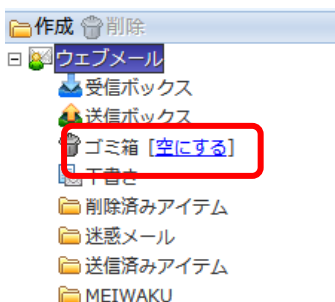 作成 削除
ウェブメール
受信ボックス
送信ボックス
ゴミ箱 [空にする]
下書き
削除済みアイテム
迷惑メール
送信済みアイテム
MEIWAKU